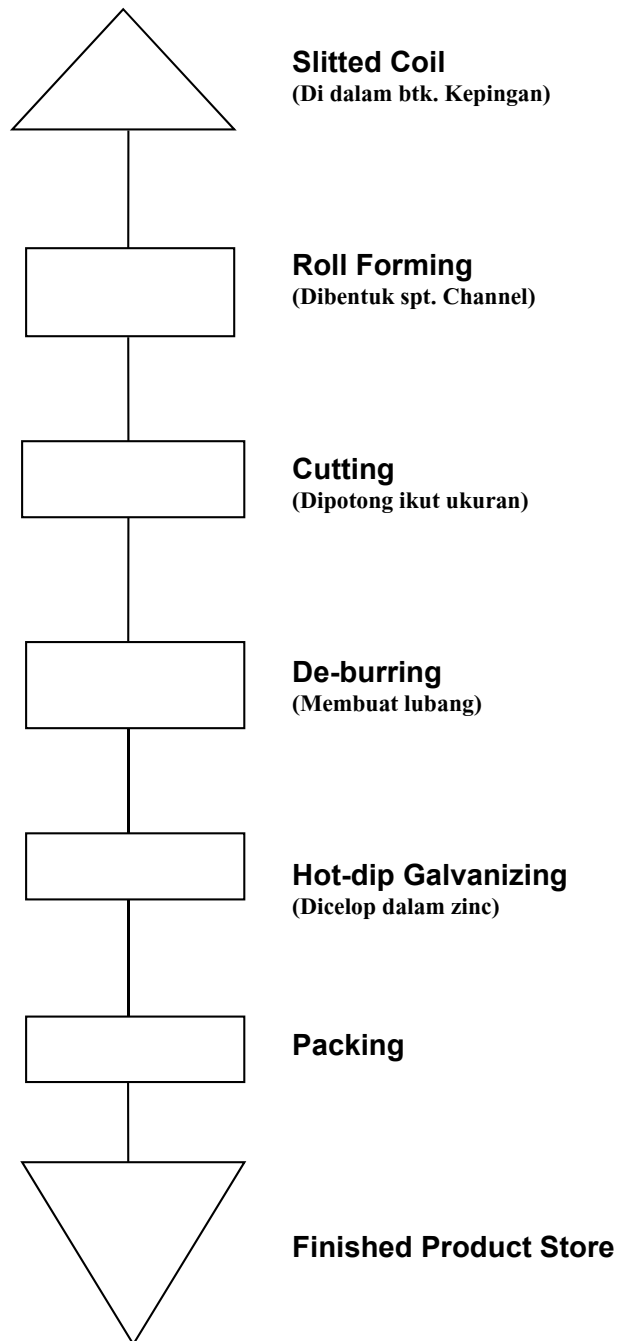 Slitted Coil
(Di dalam btk. Kepingan)
Roll Forming
(Dibentuk spt. Channel)
Cutting
(Dipotong ikut ukuran)
De-burring
(Membuat lubang)
Hot-dip Galvanizing
(Dicelop dalam zinc)
Packing
Finished Product Store